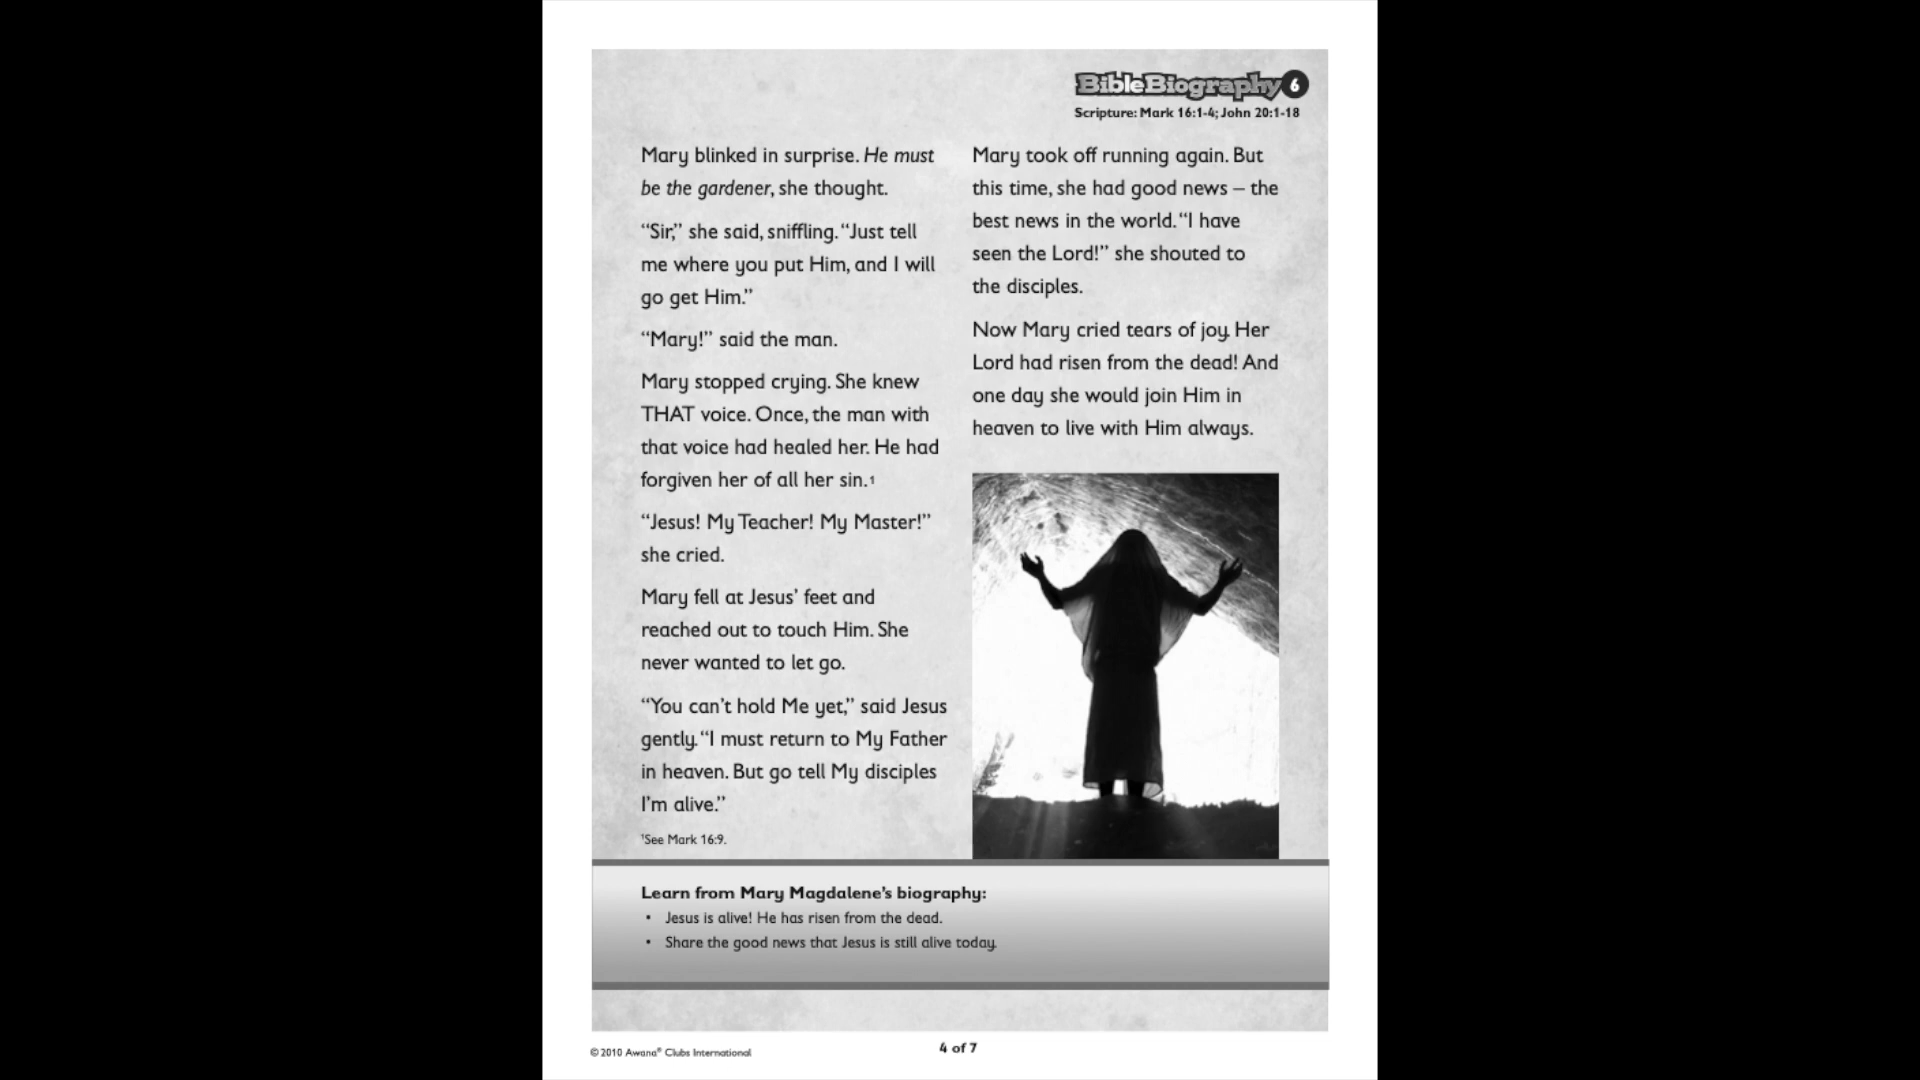 BibleBiography 6
Scripture: Mark 16:1-4; John 20:1-18
Mary blinked in surprise. He must
be the gardener, she thought.
“Sir,” she said, sniffling. “Just tell
me where you put Him, and I will
go get Him.”
“Mary!” said the man.
Mary stopped crying. She knew
THAT voice. Once, the man with
that voice had healed her. He had
forgiven her of all her sin.¹
“Jesus! My Teacher! My Master!”
she cried.
Mary fell at Jesus’ feet and
reached out to touch Him. She
never wanted to let go.
“You can’t hold Me yet,” said Jesus
gently. “I must return to My Father
in heaven. But go tell My disciples
I’m alive.”
¹See Mark 16:9.
Mary took off running again. But
this time, she had good news – the
best news in the world. “I have
seen the Lord!” she shouted to
the disciples.
Now Mary cried tears of joy. Her
Lord had risen from the dead! And
one day she would join Him in
heaven to live with Him always.
Learn from Mary Magdalene’s biography:
• Jesus is alive! He has risen from the dead.
• Share the good news that Jesus is still alive today.
© 2010 Awana® Clubs International
4 of 7